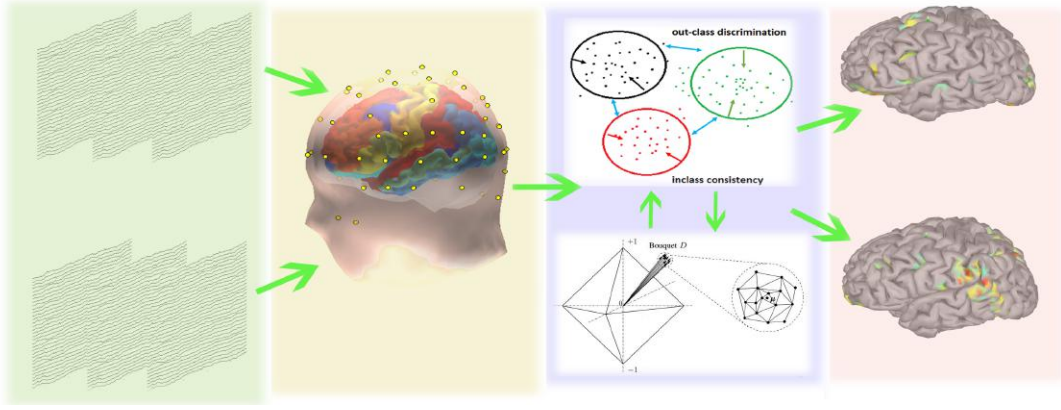 out-class discrimination
inclass consistency
+1
Bouquet D
0
μ
−1